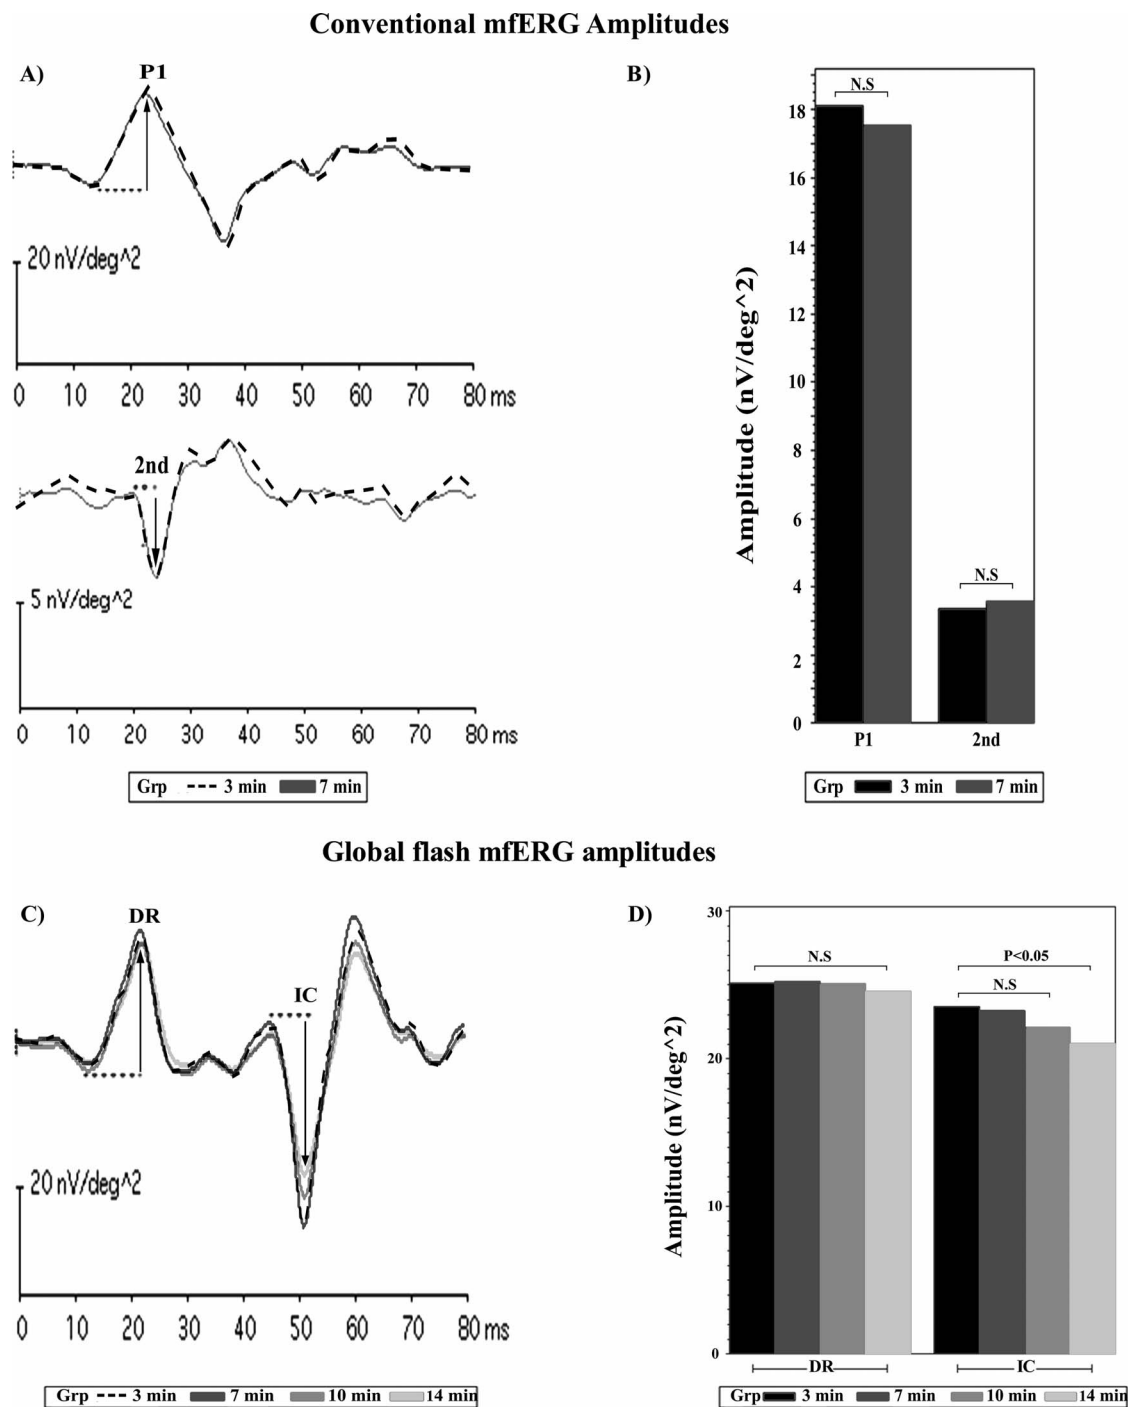 Conventional mfERG Amplitudes
A)
P1
20 nV/deg^2
0 10 20 30 40 50 60 70 80 ms
2nd
5 nV/deg^2
0 10 20 30 40 50 60 70 80 ms
Grp 3 min 7 min
B)
N.S
18
16
14
12
10
8
6
4
2
0
Amplitude (nV/deg^2)
N.S
P1 2nd
Grp 3 min 7 min
Global flash mfERG amplitudes
C)
DR
IC
20 nV/deg^2
0 10 20 30 40 50 60 70 80 ms
Grp 3 min 7 min 10 min 14 min
D)
30
20
10
0
Amplitude (nV/deg^2)
N.S
P<0.05
N.S
DR IC
Grp 3 min 7 min 10 min 14 min